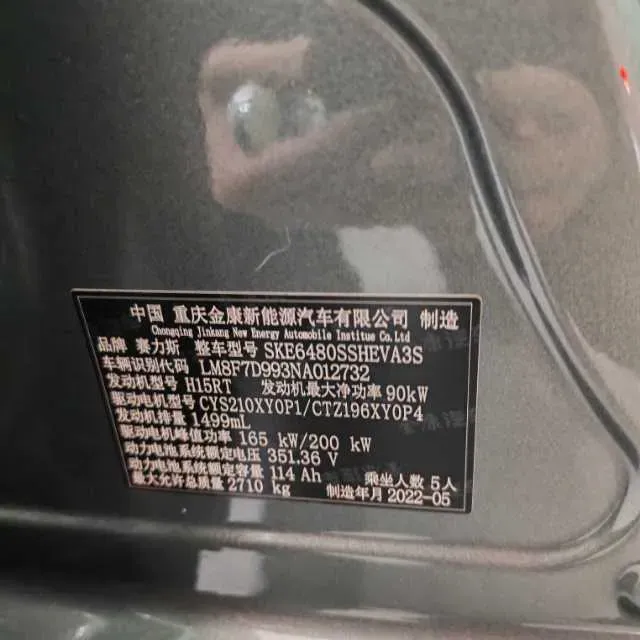 中国 重庆金康新能源汽车有限公司 制造
Chongqing Jinkang New Energy Automobile Institue Co.Ltd
品牌 赛力斯 整车型号 SKE6480SSHEVA3S
车辆识别代码 LM8F7D993NA012732
发动机型号 H15RT 发动机最大净功率 90kW
驱动电机型号 CYS210XY0P1/CTZ196XY0P4
发动机排量 1499mL
驱动电机峰值功率 165 kW/200 kW
动力电池系统额定电压 351.36 V
动力电池系统额定容量 114 Ah 乘坐人数 5人
最大允许总质量 2710 kg 制造年月 2022-05